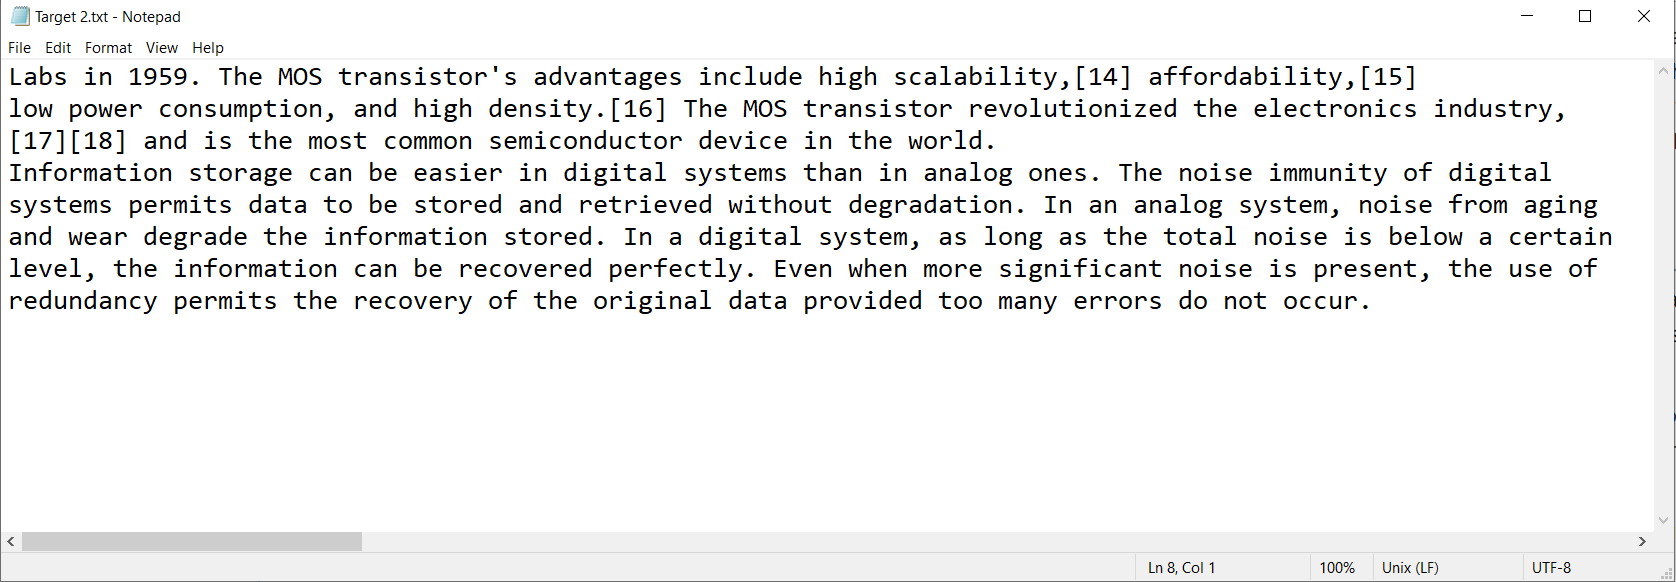 Target 2.txt - Notepad
File Edit Format View Help
Labs in 1959. The MOS transistor's advantages include high scalability,[14] affordability,[15]
low power consumption, and high density.[16] The MOS transistor revolutionized the electronics industry,
[17][18] and is the most common semiconductor device in the world.
Information storage can be easier in digital systems than in analog ones. The noise immunity of digital
systems permits data to be stored and retrieved without degradation. In an analog system, noise from aging
and wear degrade the information stored. In a digital system, as long as the total noise is below a certain
level, the information can be recovered perfectly. Even when more significant noise is present, the use of
redundancy permits the recovery of the original data provided too many errors do not occur.
Ln 8, Col 1 100% Unix (LF) UTF-8